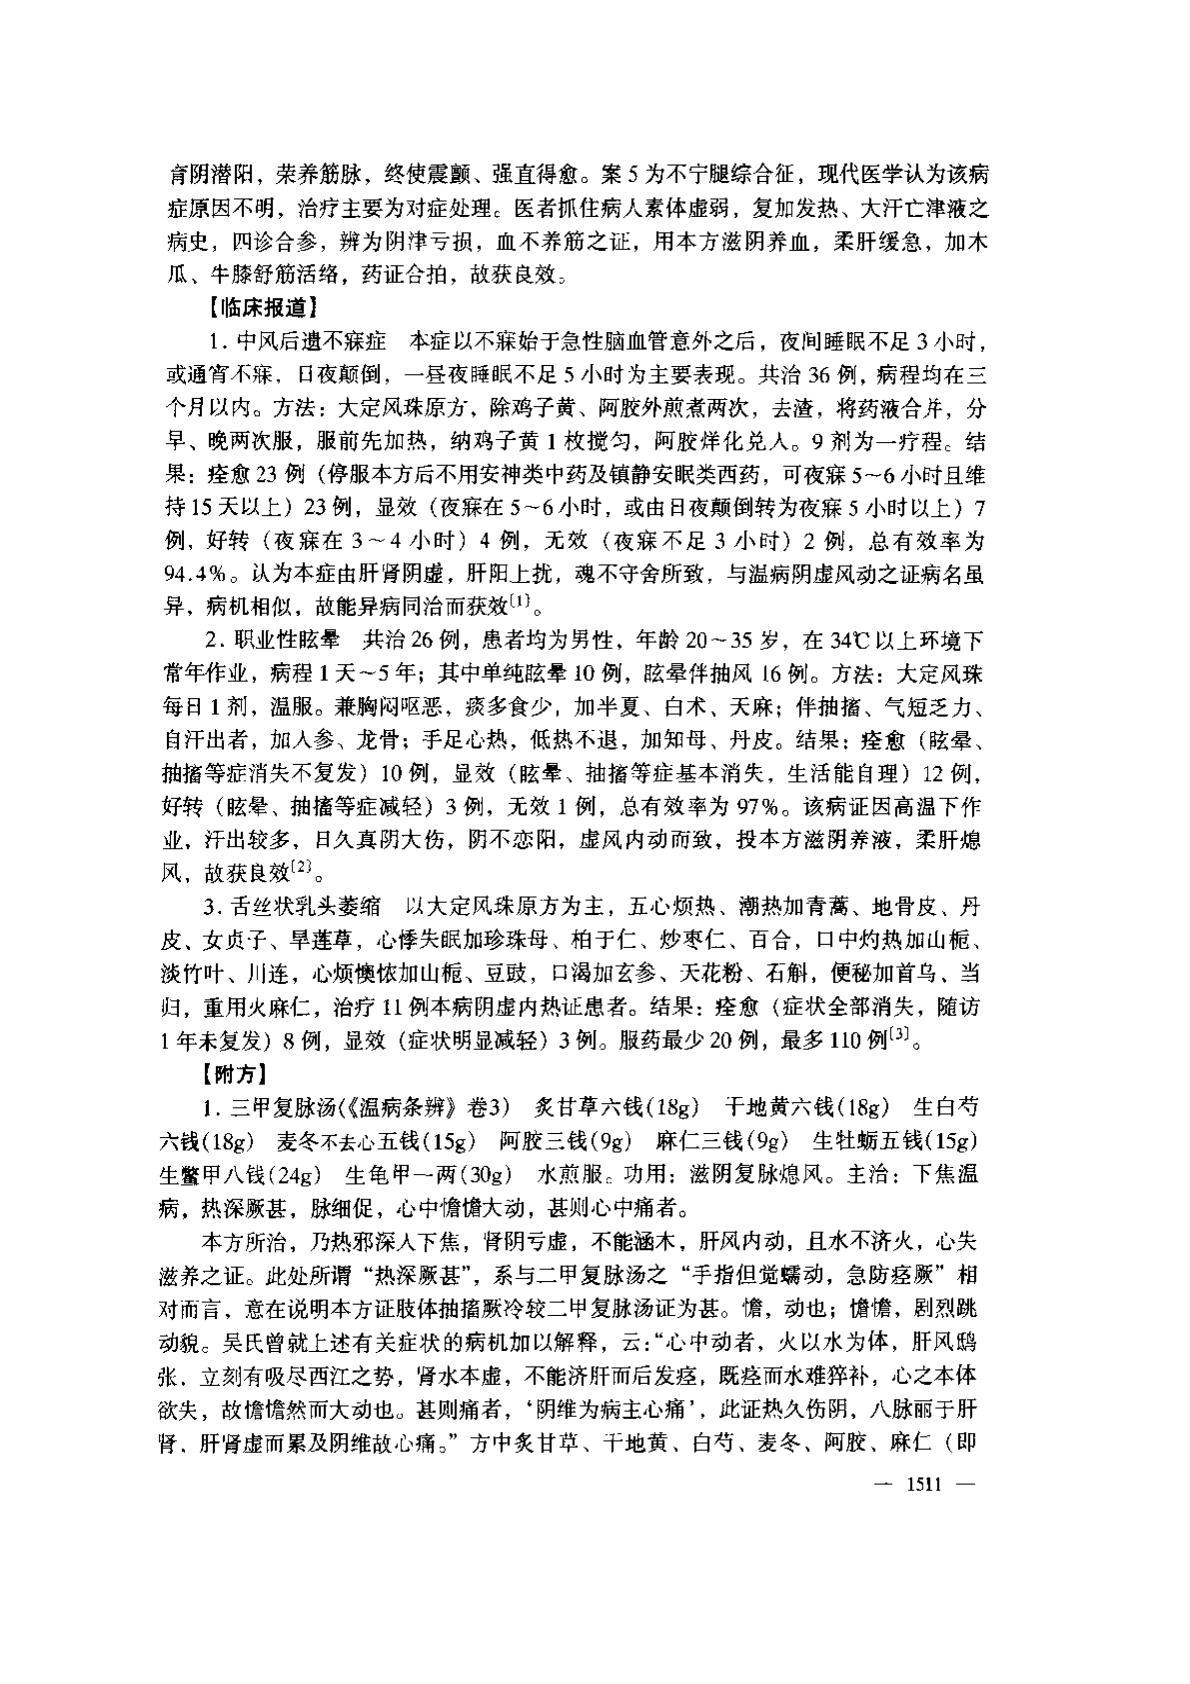 育阴潜阳，荣养筋脉，终使震颤、强直得愈。案 5 为不宁腿综合征，现代医学认为该病
症原因不明，治疗主要为对症处理。医者抓住病人素体虚弱，复加发热、大汗亡津液之
病史，四诊合参，辨为阴津亏损，血不养筋之证，用本方滋阴养血，柔肝缓急，加木
瓜、牛膝舒筋活络，药证合拍，故获良效。
【临床报道】
1. 中风后遗不寐症　本症以不寐始于急性脑血管意外之后，夜间睡眠不足 3 小时，
或通宵不寐，日夜颠倒，一昼夜睡眠不足 5 小时为主要表现。共治 36 例，病程均在三
个月以内。方法：大定风珠原方，除鸡子黄、阿胶外煎煮两次，去渣，将药液合并，分
早、晚两次服，服前先加热，纳鸡子黄 1 枚搅匀，阿胶烊化兑入。9 剂为一疗程。结
果：痊愈 23 例（停服本方后不用安神类中药及镇静安眠类西药，可夜寐 5～6 小时且维
持 15 天以上）23 例，显效（夜寐在 5～6 小时，或由日夜颠倒转为夜寐 5 小时以上）7
例，好转（夜寐在 3～4 小时）4 例，无效（夜寐不足 3 小时）2 例，总有效率为
94.4%。认为本症由肝肾阴虚，肝阳上扰，魂不守舍所致，与温病阴虚风动之证病名虽
异，病机相似，故能异病同治而获效〔1〕。
2. 职业性眩晕　共治 26 例，患者均为男性，年龄 20～35 岁，在 34℃以上环境下
常年作业，病程 1 天～5 年；其中单纯眩晕 10 例，眩晕伴抽风 16 例。方法：大定风珠
每日 1 剂，温服。兼胸闷呕恶，痰多食少，加半夏、白术、天麻；伴抽搐、气短乏力、
自汗出者，加人参、龙骨；手足心热，低热不退，加知母、丹皮。结果：痊愈（眩晕、
抽搐等症消失不复发）10 例，显效（眩晕、抽搐等症基本消失，生活能自理）12 例，
好转（眩晕、抽搐等症减轻）3 例，无效 1 例，总有效率为 97%。该病证因高温下作
业，汗出较多，日久真阴大伤，阴不恋阳，虚风内动而致，投本方滋阴养液，柔肝熄
风，故获良效〔2〕。
3. 舌丝状乳头萎缩　以大定风珠原方为主，五心烦热、潮热加青蒿、地骨皮、丹
皮、女贞子、旱莲草，心悸失眠加珍珠母、柏子仁、炒枣仁、百合，口中灼热加山栀、
淡竹叶、川连，心烦懊侬加山栀、豆豉，口渴加玄参、天花粉、石斛，便秘加首乌、当
归，重用火麻仁，治疗 11 例本病阴虚内热证患者。结果：痊愈（症状全部消失，随访
1 年未复发）8 例，显效（症状明显减轻）3 例。服药最少 20 例，最多 110 例〔3〕。
【附方】
1. 三甲复脉汤(《温病条辨》卷3)　炙甘草六钱(18g)　干地黄六钱(18g)　生白芍
六钱(18g)　麦冬不去心五钱(15g)　阿胶三钱(9g)　麻仁三钱(9g)　生牡蛎五钱(15g)
生鳖甲八钱(24g)　生龟甲一两(30g)　水煎服。功用：滋阴复脉熄风。主治：下焦温
病，热深厥甚，脉细促，心中憺憺大动，甚则心中痛者。
本方所治，乃热邪深入下焦，肾阴亏虚，不能涵木，肝风内动，且水不济火，心失
滋养之证。此处所谓“热深厥甚”，系与二甲复脉汤之“手指但觉蠕动，急防痉厥”相
对而言，意在说明本方证肢体抽搐厥冷较二甲复脉汤证为甚。憺，动也；憺憺，剧烈跳
动貌。吴氏曾就上述有关症状的病机加以解释，云：“心中动者，火以水为体，肝风鸱
张，立刻有吸尽西江之势，肾水本虚，不能济肝而后发痉，既痉而水难猝补，心之本体
欲失，故憺憺然而大动也。甚则痛者，‘阴维为病主心痛’，此证热久伤阴，八脉丽于肝
肾，肝肾虚而累及阴维故心痛。”方中炙甘草、干地黄、白芍、麦冬、阿胶、麻仁（即
— 1511 —